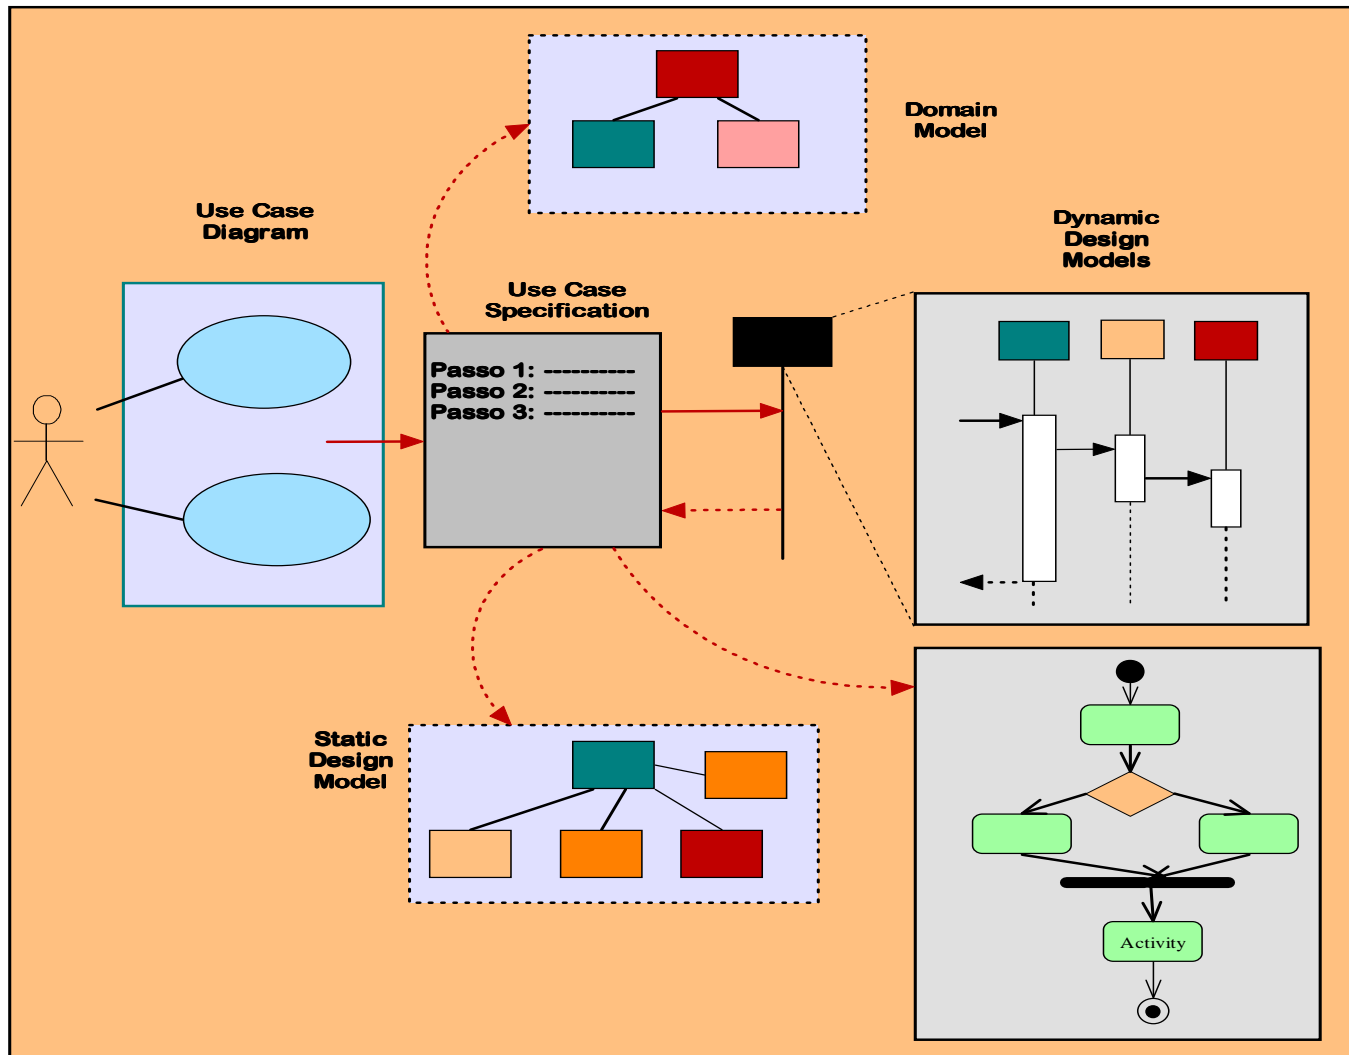 Domain
Model
Use Case
Diagram
Dynamic
Design
Models
Use Case
Specification
Passo 1: ----------
Passo 2: ----------
Passo 3: ----------
Static
Design
Model
Activity